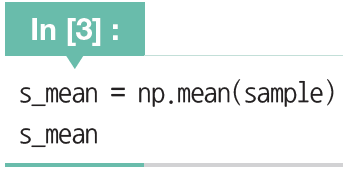 In [3] :
s_mean = np.mean(sample)
s_mean